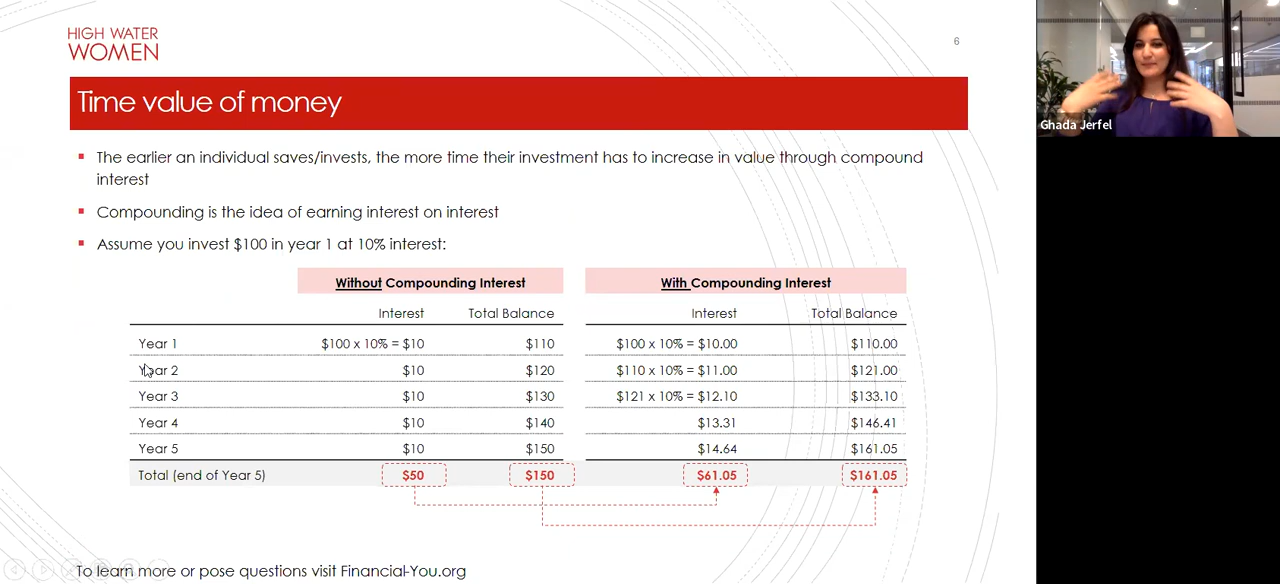 HIGH WATER
WOMEN
6
Time value of money
The earlier an individual saves/invests, the more time their investment has to increase in value through compound
interest
Compounding is the idea of earning interest on interest
Assume you invest $100 in year 1 at 10% interest:
Without Compounding Interest With Compounding Interest
Interest Total Balance Interest Total Balance
Year 1 $100 x 10% = $10 $110 $100 x 10% = $10.00 $110.00
Year 2 $10 $120 $110 x 10% = $11.00 $121.00
Year 3 $10 $130 $121 x 10% = $12.10 $133.10
Year 4 $10 $140 $13.31 $146.41
Year 5 $10 $150 $14.64 $161.05
Total (end of Year 5) $50 $150 $61.05 $161.05
To learn more or pose questions visit Financial-You.org
Ghada Jerfel